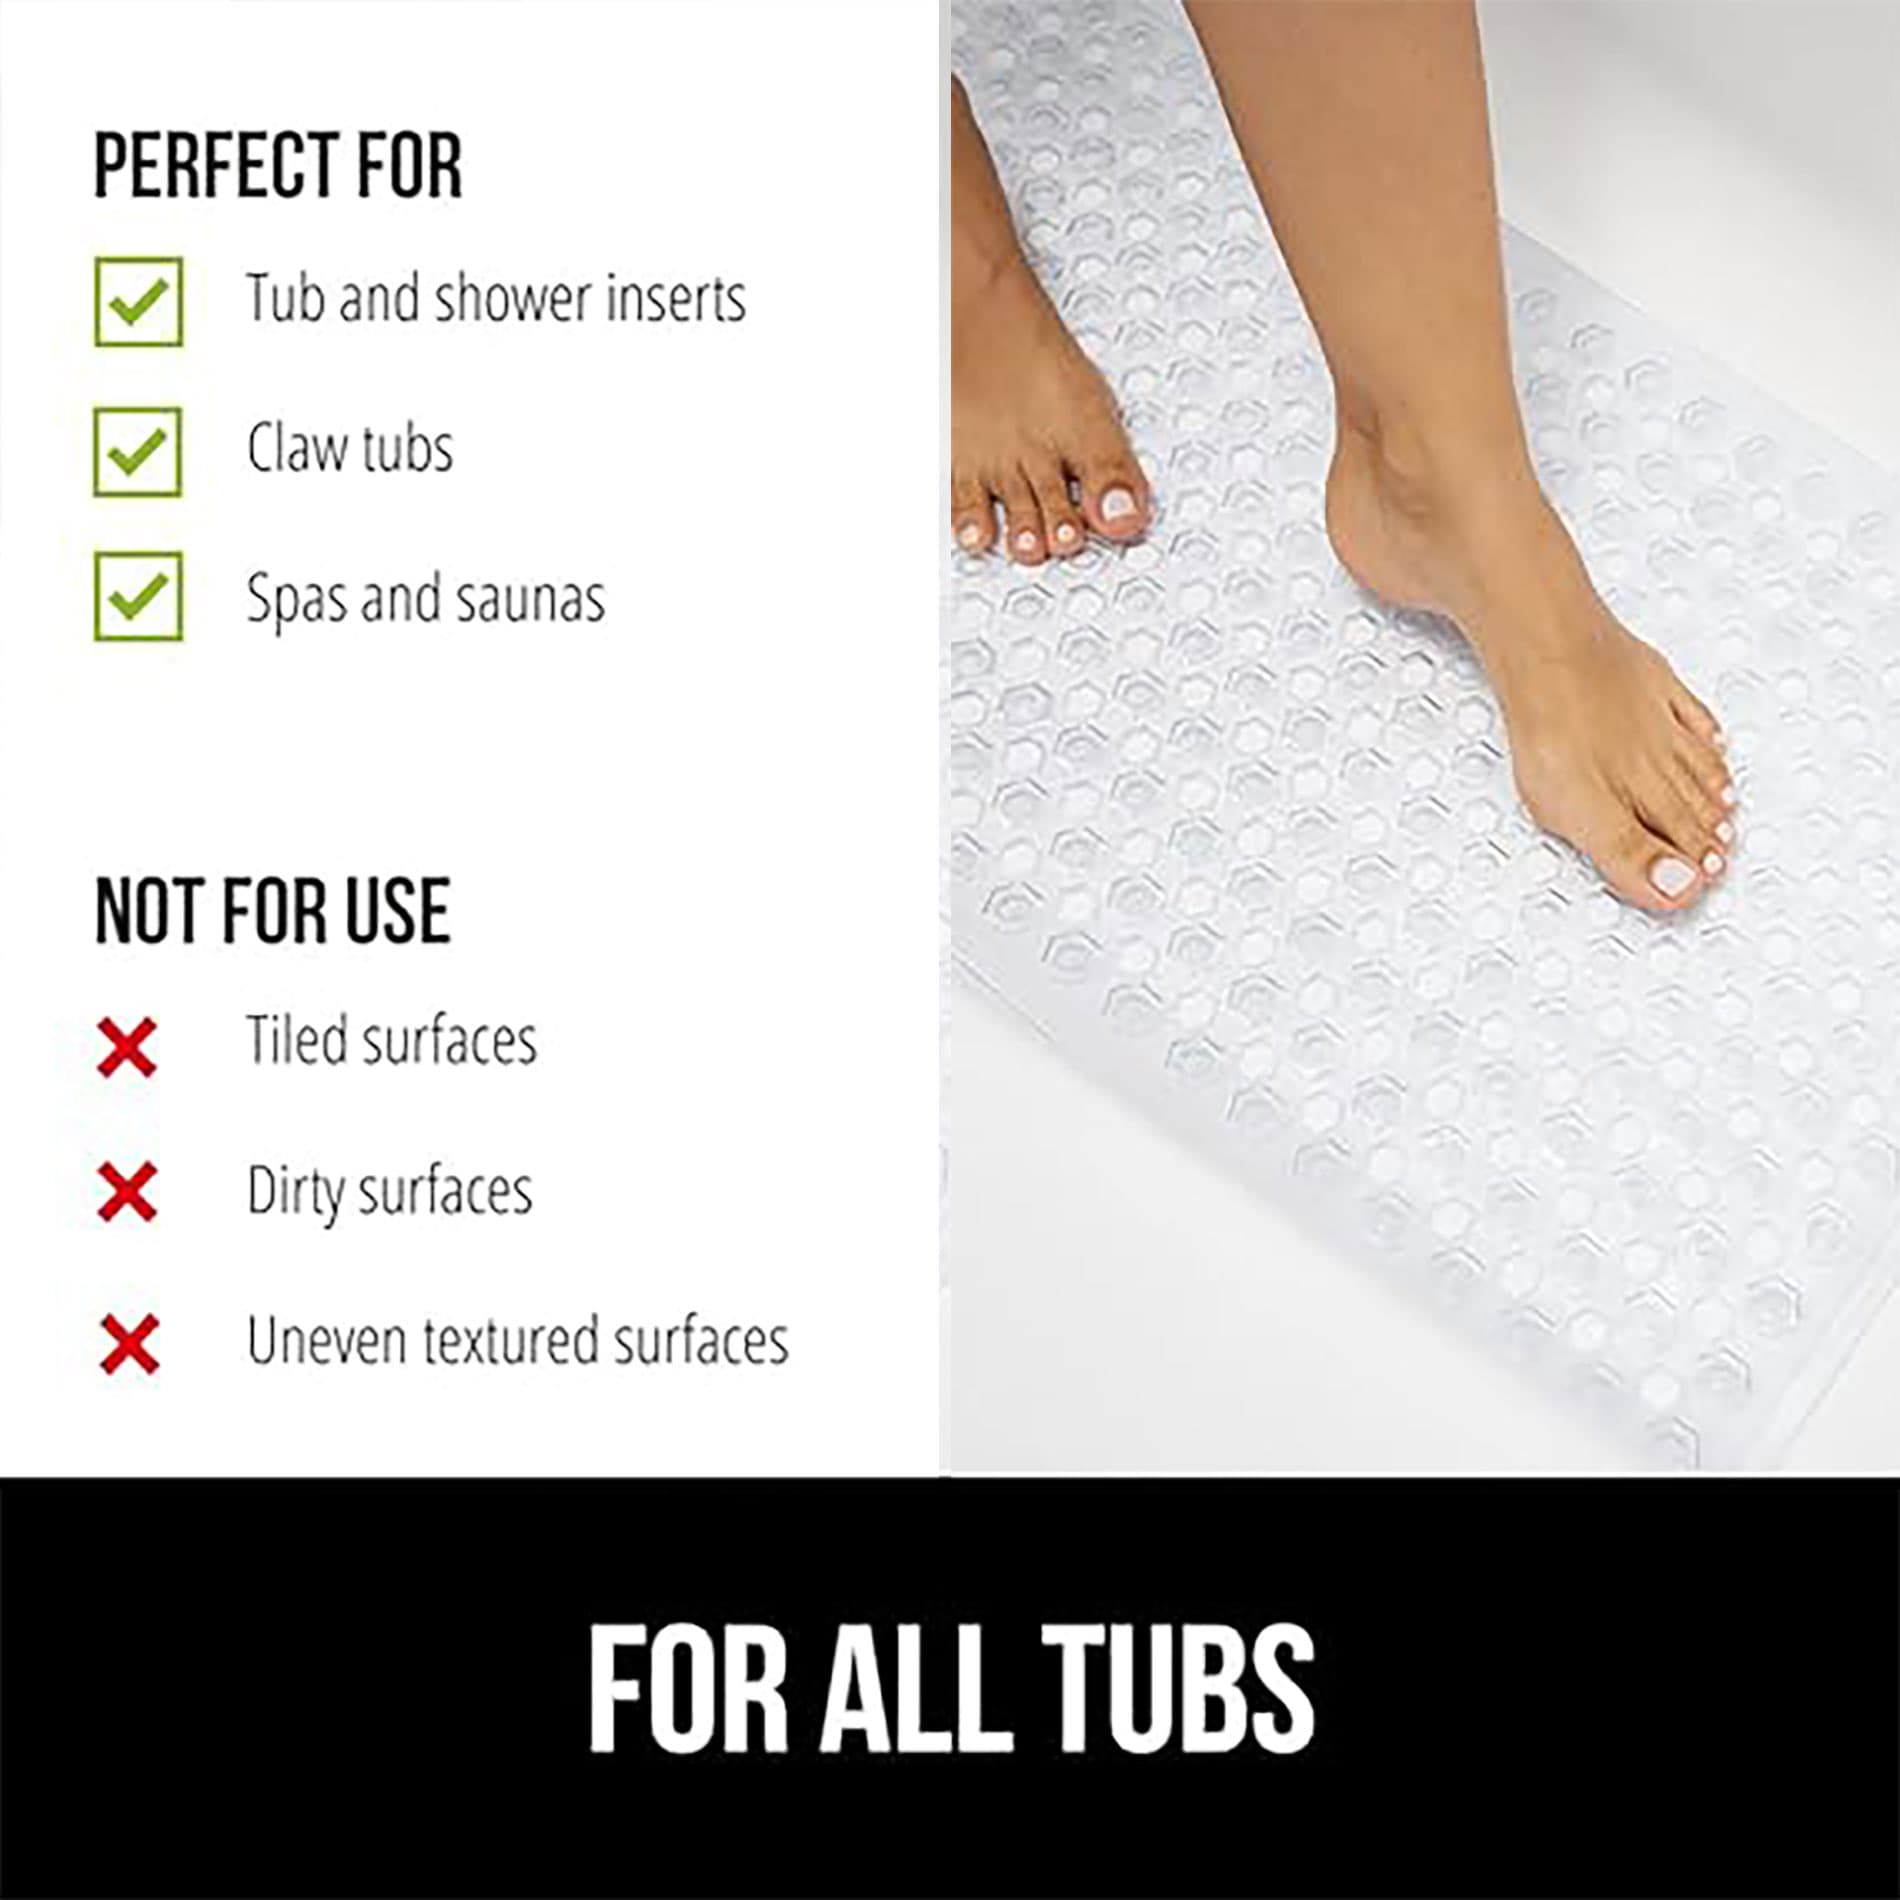 PERFECT FOR
Tub and shower inserts
Claw tubs
Spas and saunas
NOT FOR USE
Tiled surfaces
Dirty surfaces
Uneven textured surfaces
FOR ALL TUBS